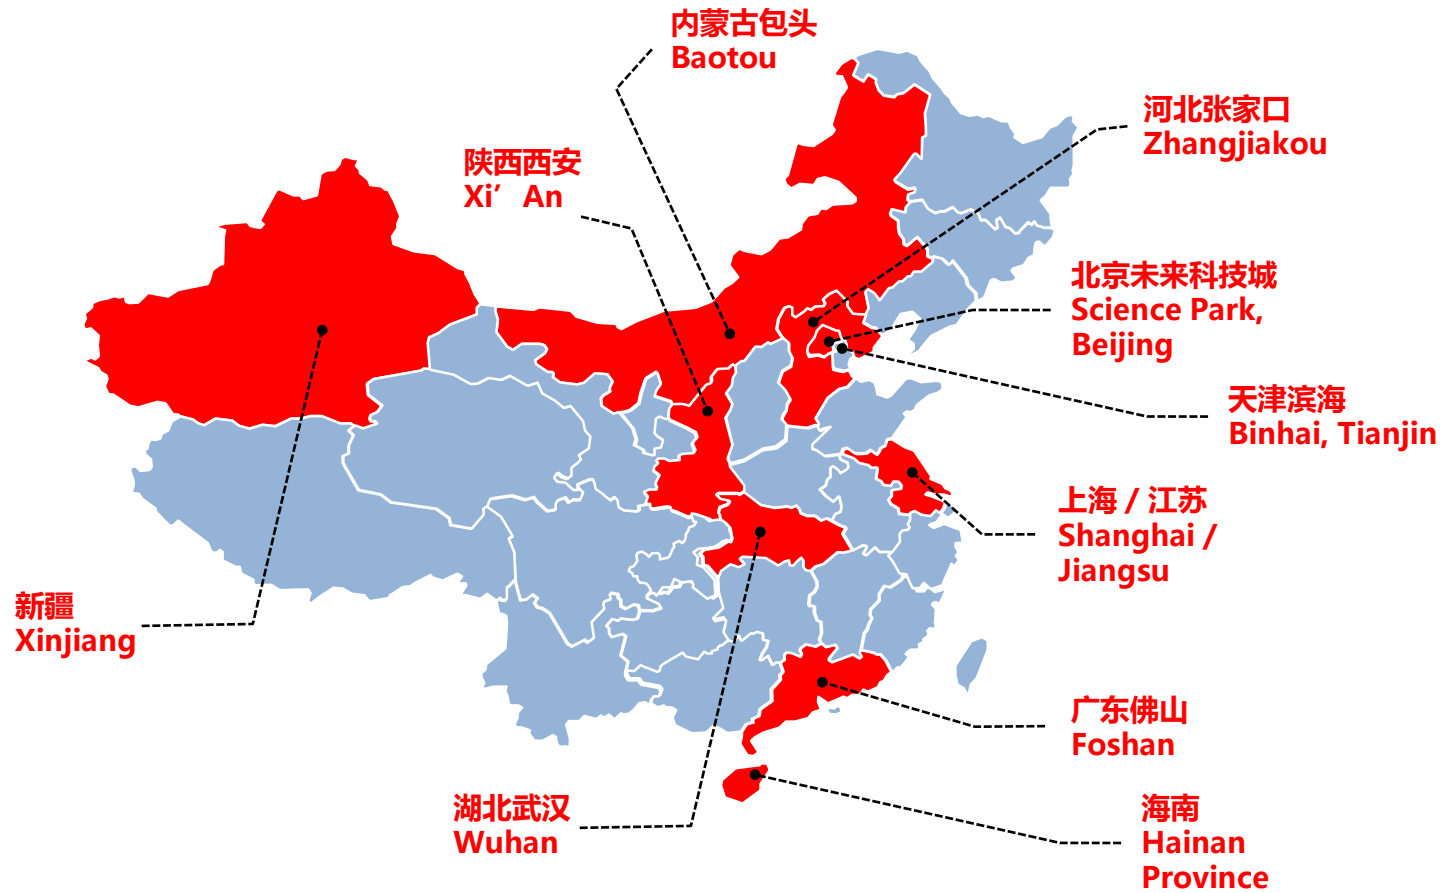 内蒙古包头
Baotou
河北张家口
Zhangjiakou
陕西西安
Xi’An
北京未来科技城
Science Park,
Beijing
天津滨海
Binhai, Tianjin
上海 / 江苏
Shanghai /
Jiangsu
新疆
Xinjiang
广东佛山
Foshan
湖北武汉
Wuhan
海南
Hainan
Province